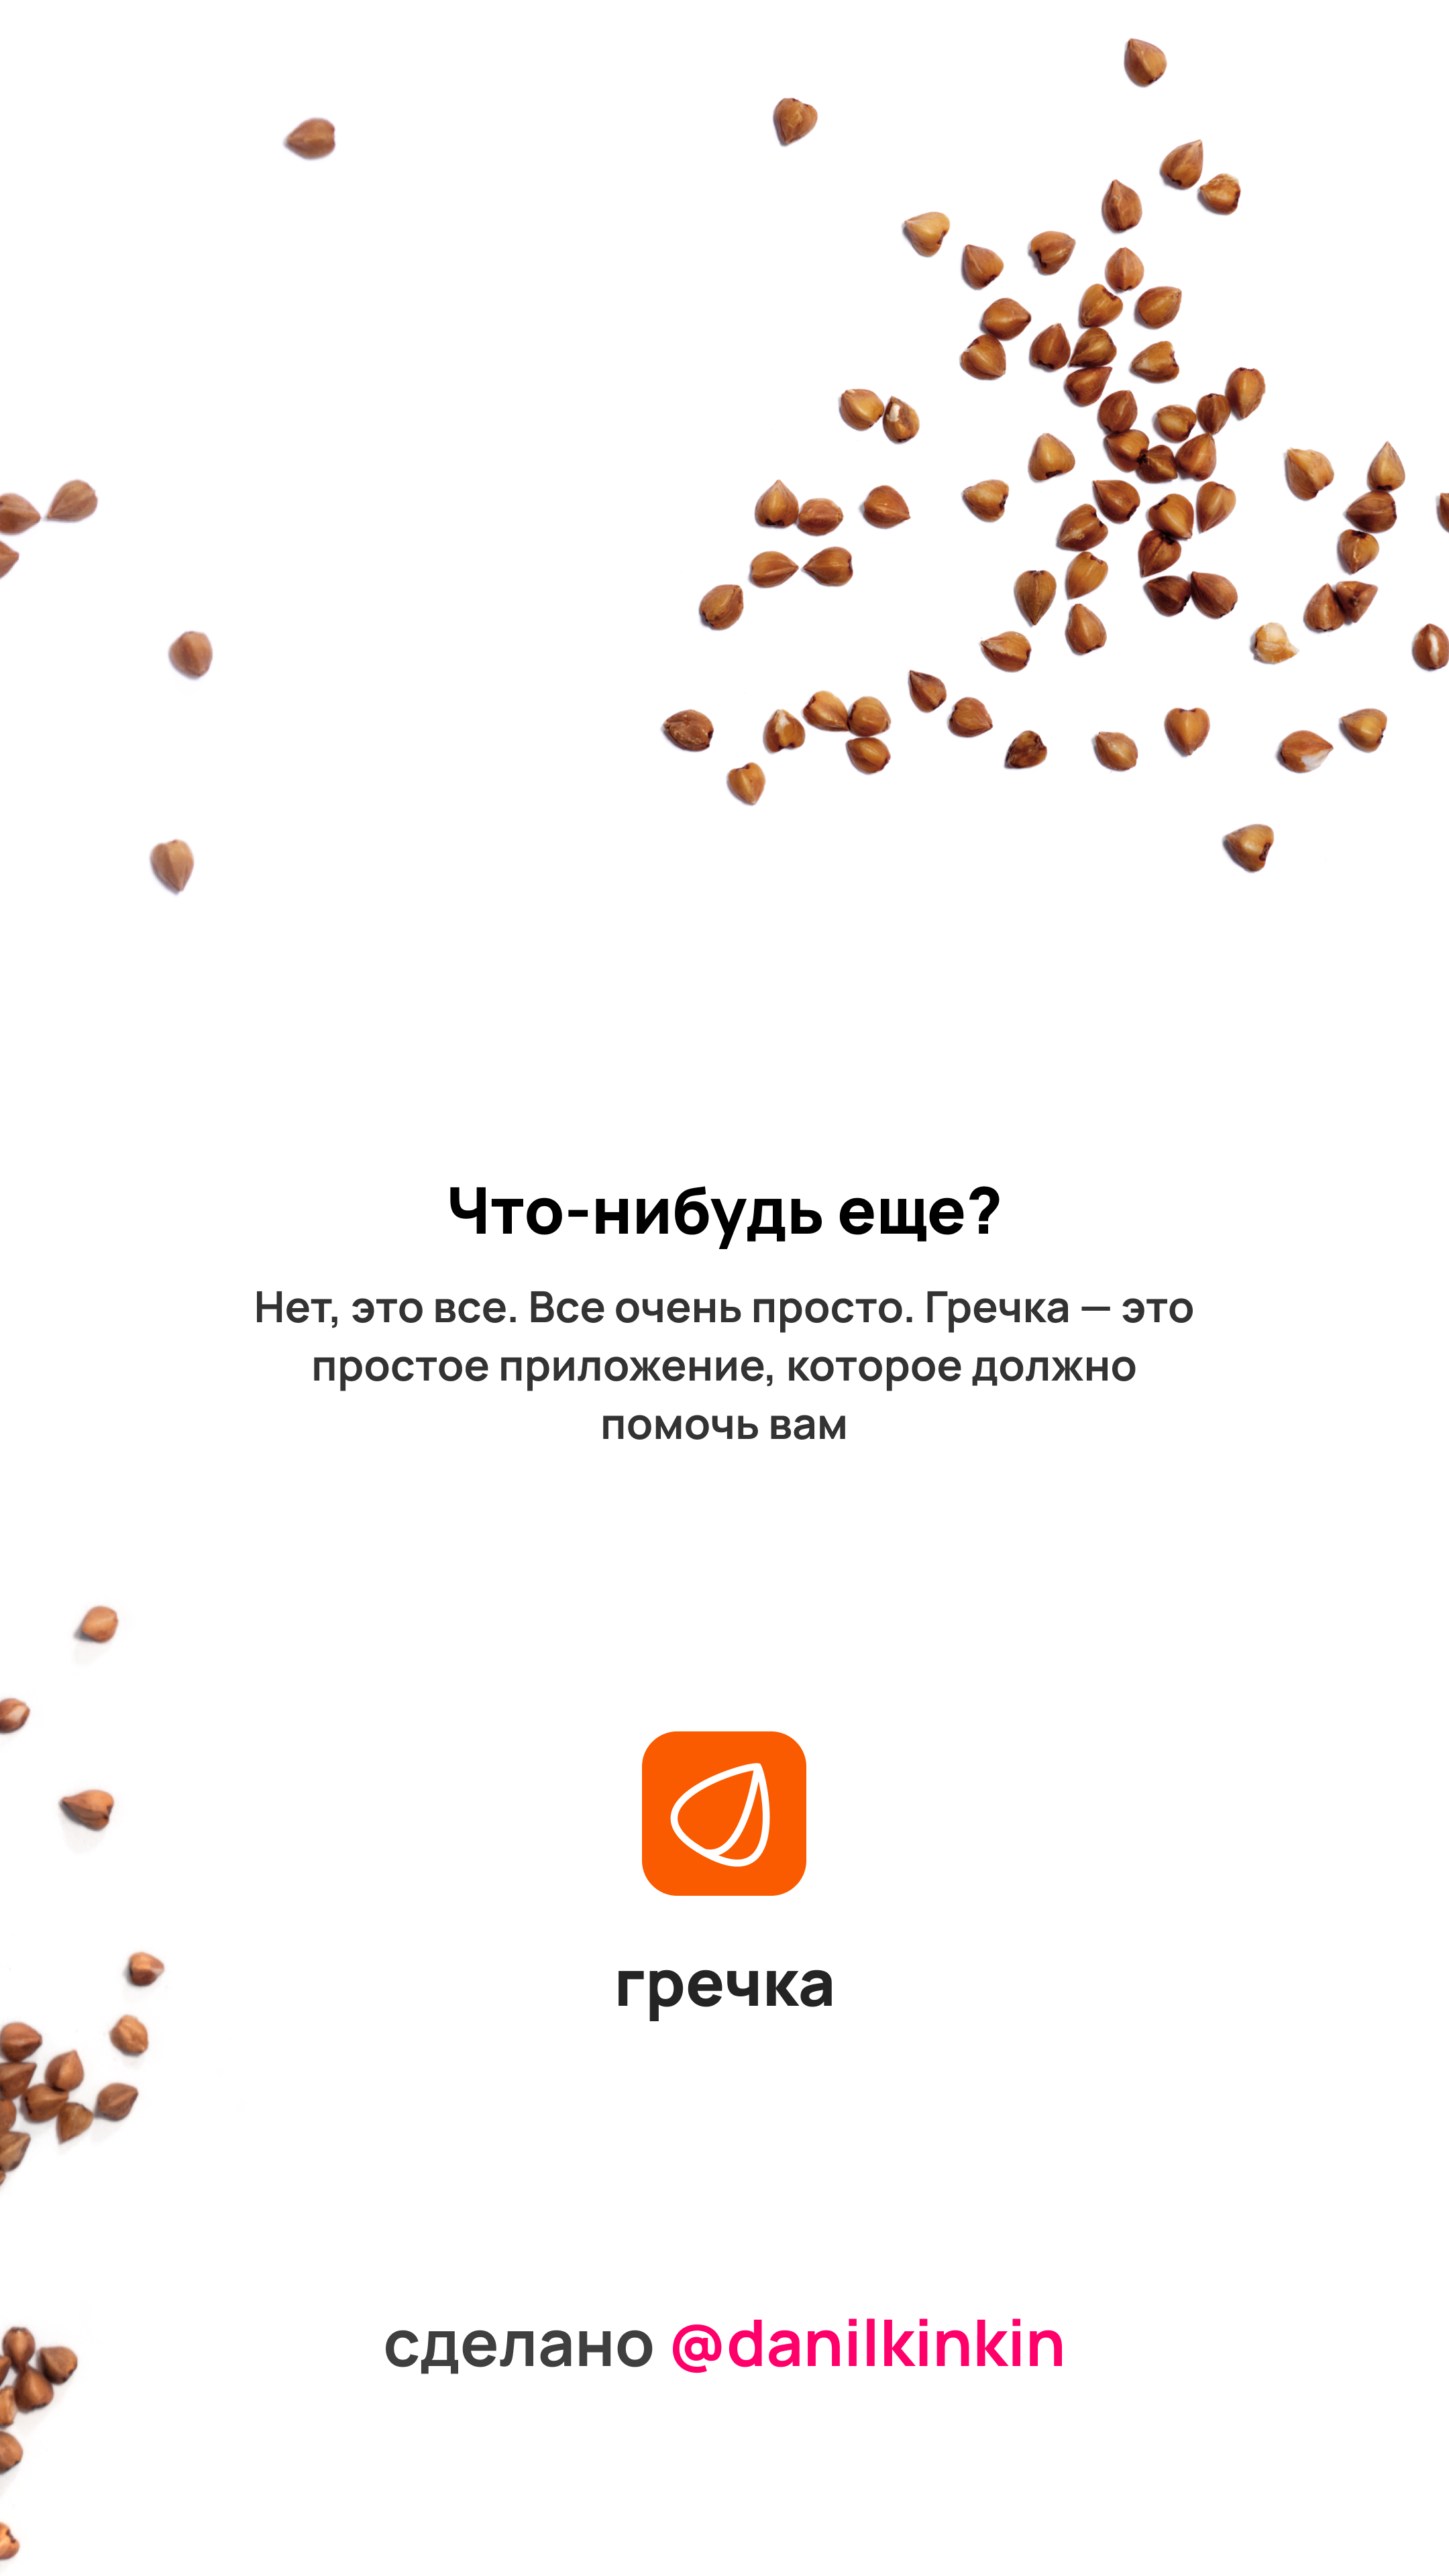 Что-нибудь еще?
Нет, это все. Все очень просто. Гречка — это
простое приложение, которое должно
помочь вам
гречка
сделано @danilkinkin